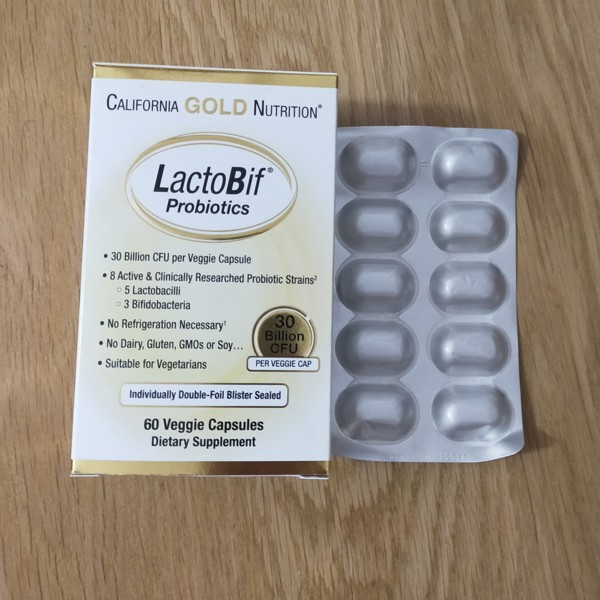 CALIFORNIA GOLD NUTRITION®
LactoBif®
Probiotics
• 30 Billion CFU per Veggie Capsule
• 8 Active & Clinically Researched Probiotic Strains²
○ 5 Lactobacilli
○ 3 Bifidobacteria
• No Refrigeration Necessary¹
• No Dairy, Gluten, GMOs or Soy...
• Suitable for Vegetarians
30
Billion
CFU
PER VEGGIE CAP
Individually Double-Foil Blister Sealed
60 Veggie Capsules
Dietary Supplement